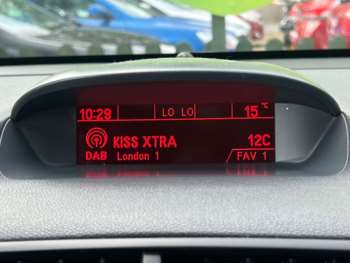 10:29 LO LO 15 °C
KISS XTRA 12C
DAB London 1 FAV 1